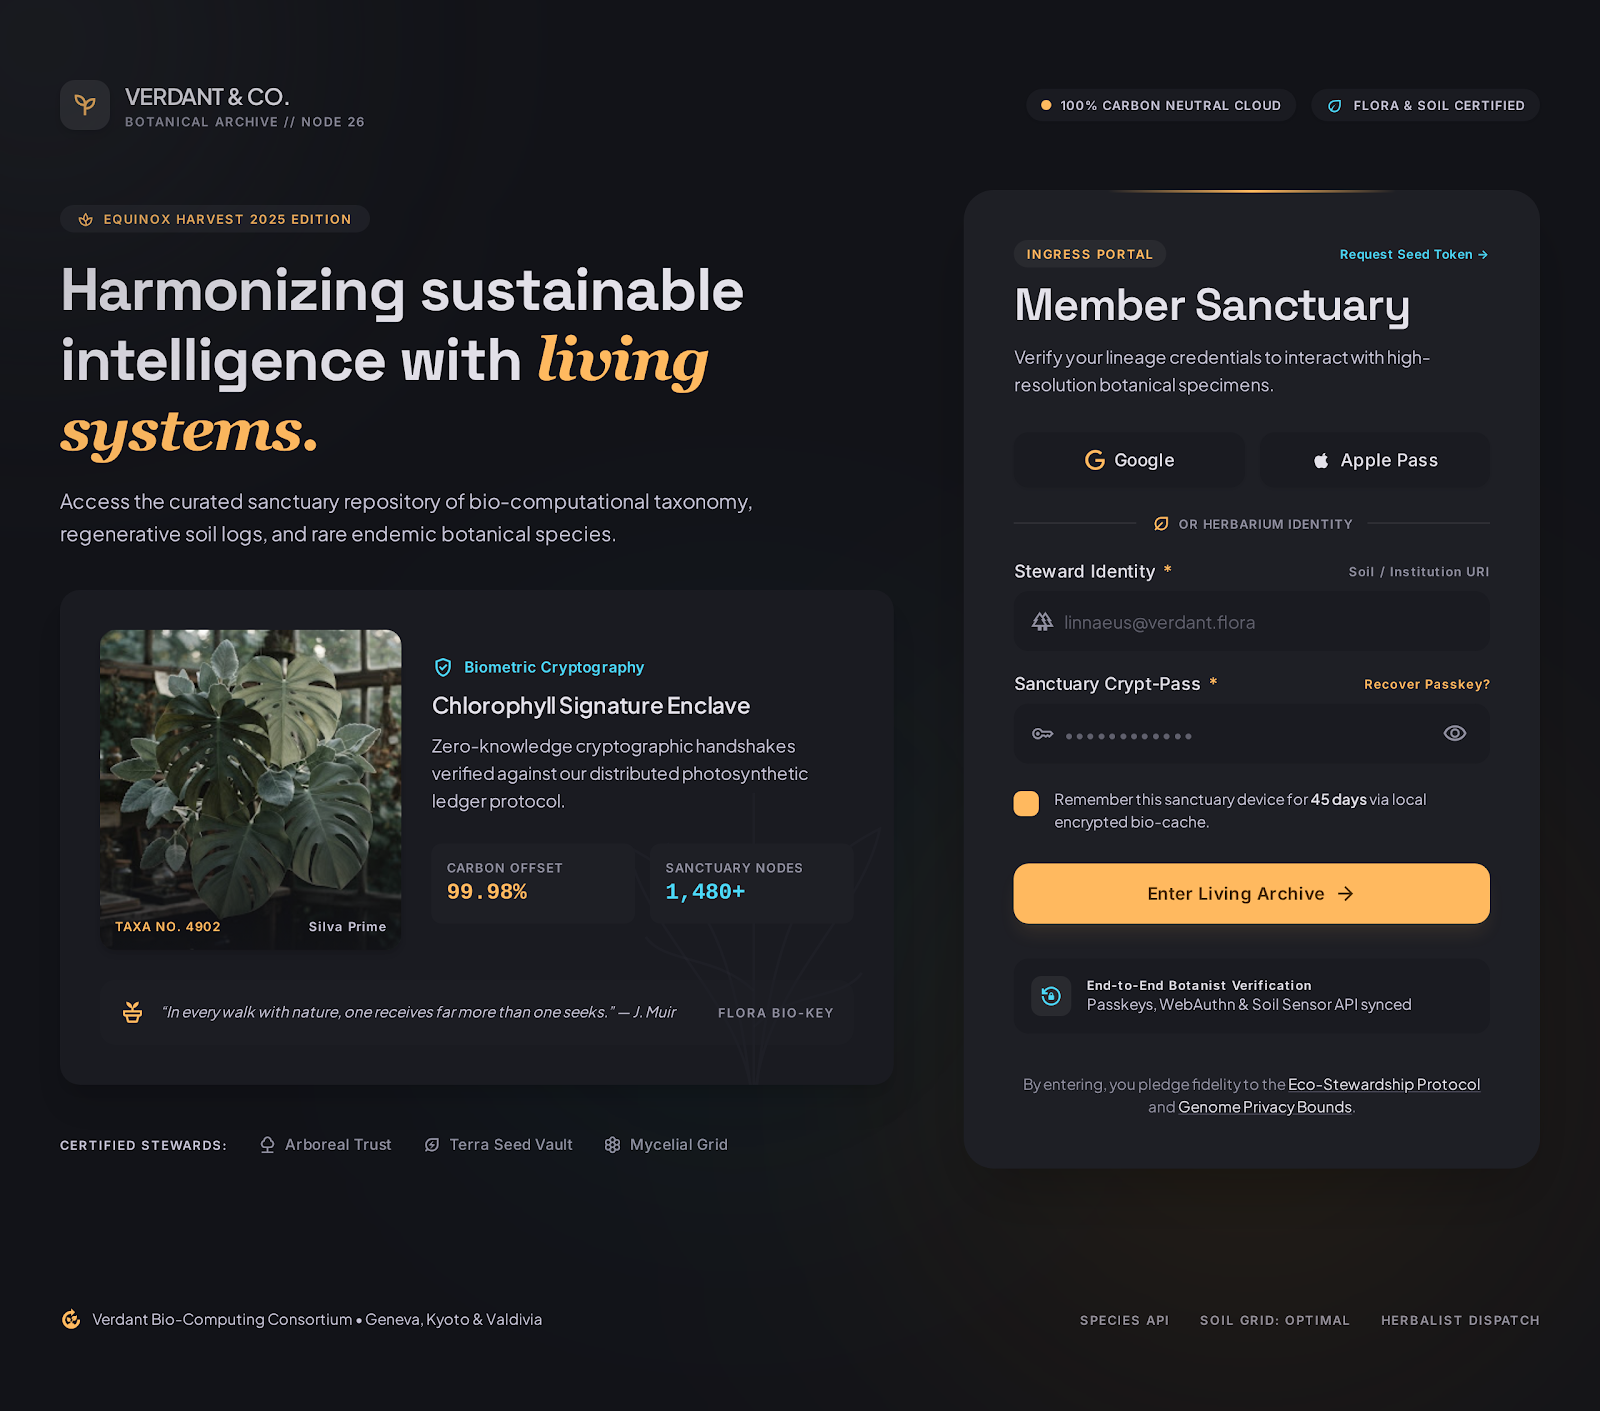 VERDANT & CO.
BOTANICAL ARCHIVE // NODE 26
100% CARBON NEUTRAL CLOUD
FLORA & SOIL CERTIFIED
EQUINOX HARVEST 2025 EDITION
Harmonizing sustainable
intelligence with living
systems.
Access the curated sanctuary repository of bio-computational taxonomy,
regenerative soil logs, and rare endemic botanical species.
TAXA NO. 4902
Silva Prime
Biometric Cryptography
Chlorophyll Signature Enclave
Zero-knowledge cryptographic handshakes
verified against our distributed photosynthetic
ledger protocol.
CARBON OFFSET
99.98%
SANCTUARY NODES
1,480+
“In every walk with nature, one receives far more than one seeks.” — J. Muir
FLORA BIO-KEY
CERTIFIED STEWARDS:
Arboreal Trust
Terra Seed Vault
Mycelial Grid
INGRESS PORTAL
Request Seed Token →
Member Sanctuary
Verify your lineage credentials to interact with high-
resolution botanical specimens.
Google
Apple Pass
OR HERBARIUM IDENTITY
Steward Identity *
Soil / Institution URI
linnaeus@verdant.flora
Sanctuary Crypt-Pass *
Recover Passkey?
••••••••••••
Remember this sanctuary device for 45 days via local
encrypted bio-cache.
Enter Living Archive →
End-to-End Botanist Verification
Passkeys, WebAuthn & Soil Sensor API synced
By entering, you pledge fidelity to the Eco-Stewardship Protocol
and Genome Privacy Bounds.
Verdant Bio-Computing Consortium • Geneva, Kyoto & Valdivia
SPECIES API
SOIL GRID: OPTIMAL
HERBALIST DISPATCH